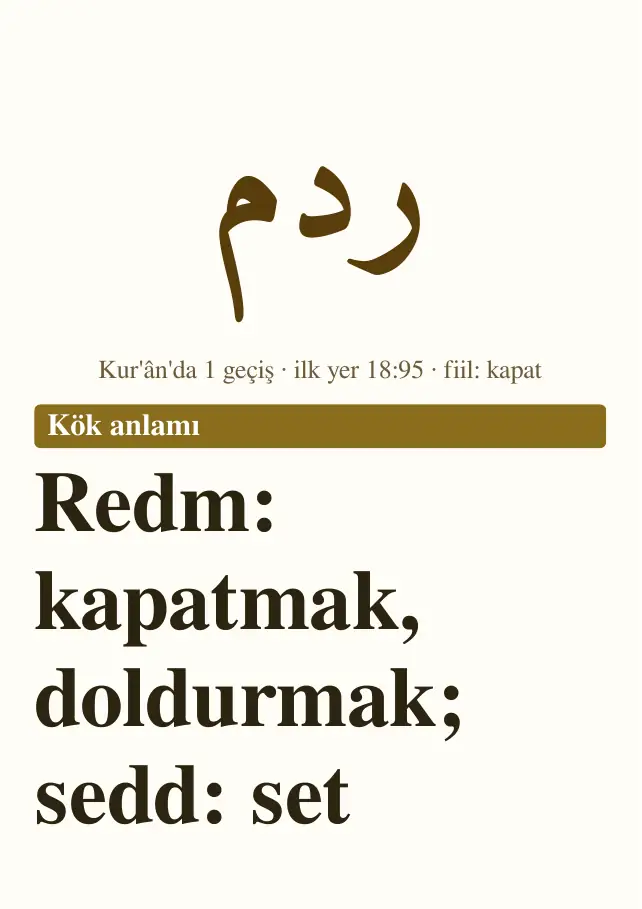 ردم
Kur'ân'da 1 geçiş · ilk yer 18:95 · fiil: kapat
Kök anlamı
Redm:
kapatmak,
doldurmak;
sedd: set